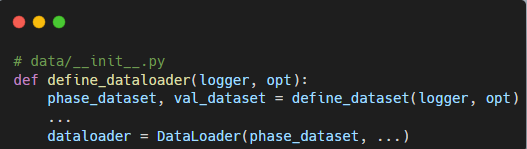 # data/__init__.py
def define_dataloader(logger, opt):
    phase_dataset, val_dataset = define_dataset(logger, opt)
    ...
    dataloader = DataLoader(phase_dataset, ...)